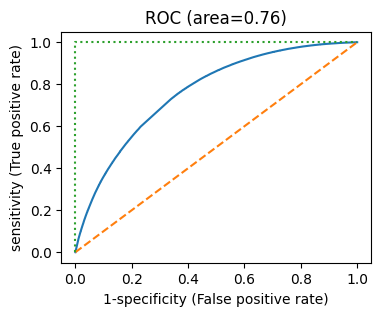 ROC (area=0.76)
1.0
0.8
0.6
0.4
0.2
0.0
sensitivity (True positive rate)
0.0 0.2 0.4 0.6 0.8 1.0
1-specificity (False positive rate)